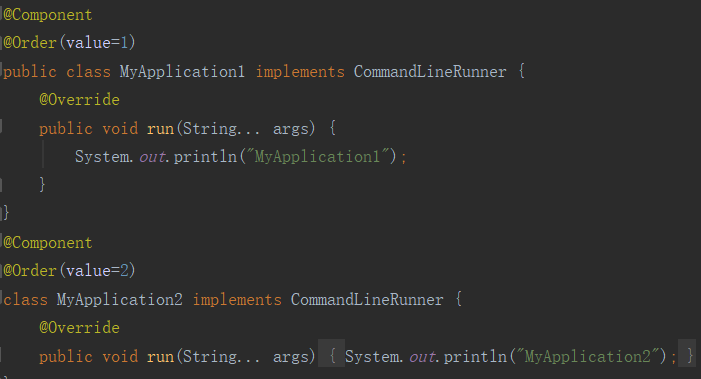 @Component
@Order(value=1)
public class MyApplication1 implements CommandLineRunner {
    @Override
    public void run(String... args) {
        System.out.println("MyApplication1");
    }
}
@Component
@Order(value=2)
class MyApplication2 implements CommandLineRunner {
    @Override
    public void run(String... args) { System.out.println("MyApplication2"); }
}